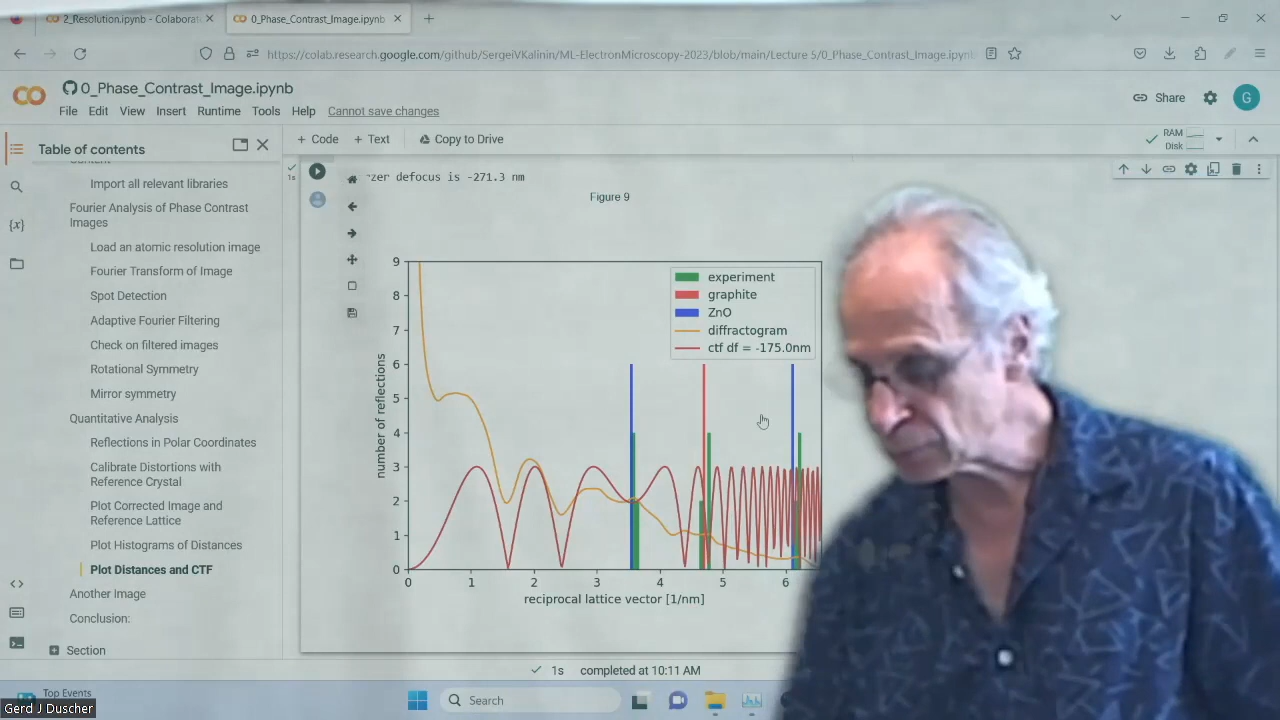 2_Resolution.ipynb - Colaborat
0_Phase_Contrast_Image.ipynb
https://colab.research.google.com/github/SergeiVKalinin/ML-ElectronMicroscopy-2023/blob/main/Lecture 5/0_Phase_Contrast_Image.ipynb
0_Phase_Contrast_Image.ipynb
File Edit View Insert Runtime Tools Help Cannot save changes
Share
G
Table of contents
+ Code + Text Copy to Drive
RAM
Disk
Content
Import all relevant libraries
Fourier Analysis of Phase Contrast
Images
Load an atomic resolution image
Fourier Transform of Image
Spot Detection
Adaptive Fourier Filtering
Check on filtered images
Rotational Symmetry
Mirror symmetry
Quantitative Analysis
Reflections in Polar Coordinates
Calibrate Distortions with
Reference Crystal
Plot Corrected Image and
Reference Lattice
Plot Histograms of Distances
Plot Distances and CTF
Another Image
Conclusion:
Section
1s
zer defocus is -271.3 nm
Figure 9
experiment
graphite
ZnO
diffractogram
ctf df = -175.0nm
number of reflections
9
8
7
6
5
4
3
2
1
0
0 1 2 3 4 5 6
reciprocal lattice vector [1/nm]
1s completed at 10:11 AM
Top Events
Search
Gerd J Duscher